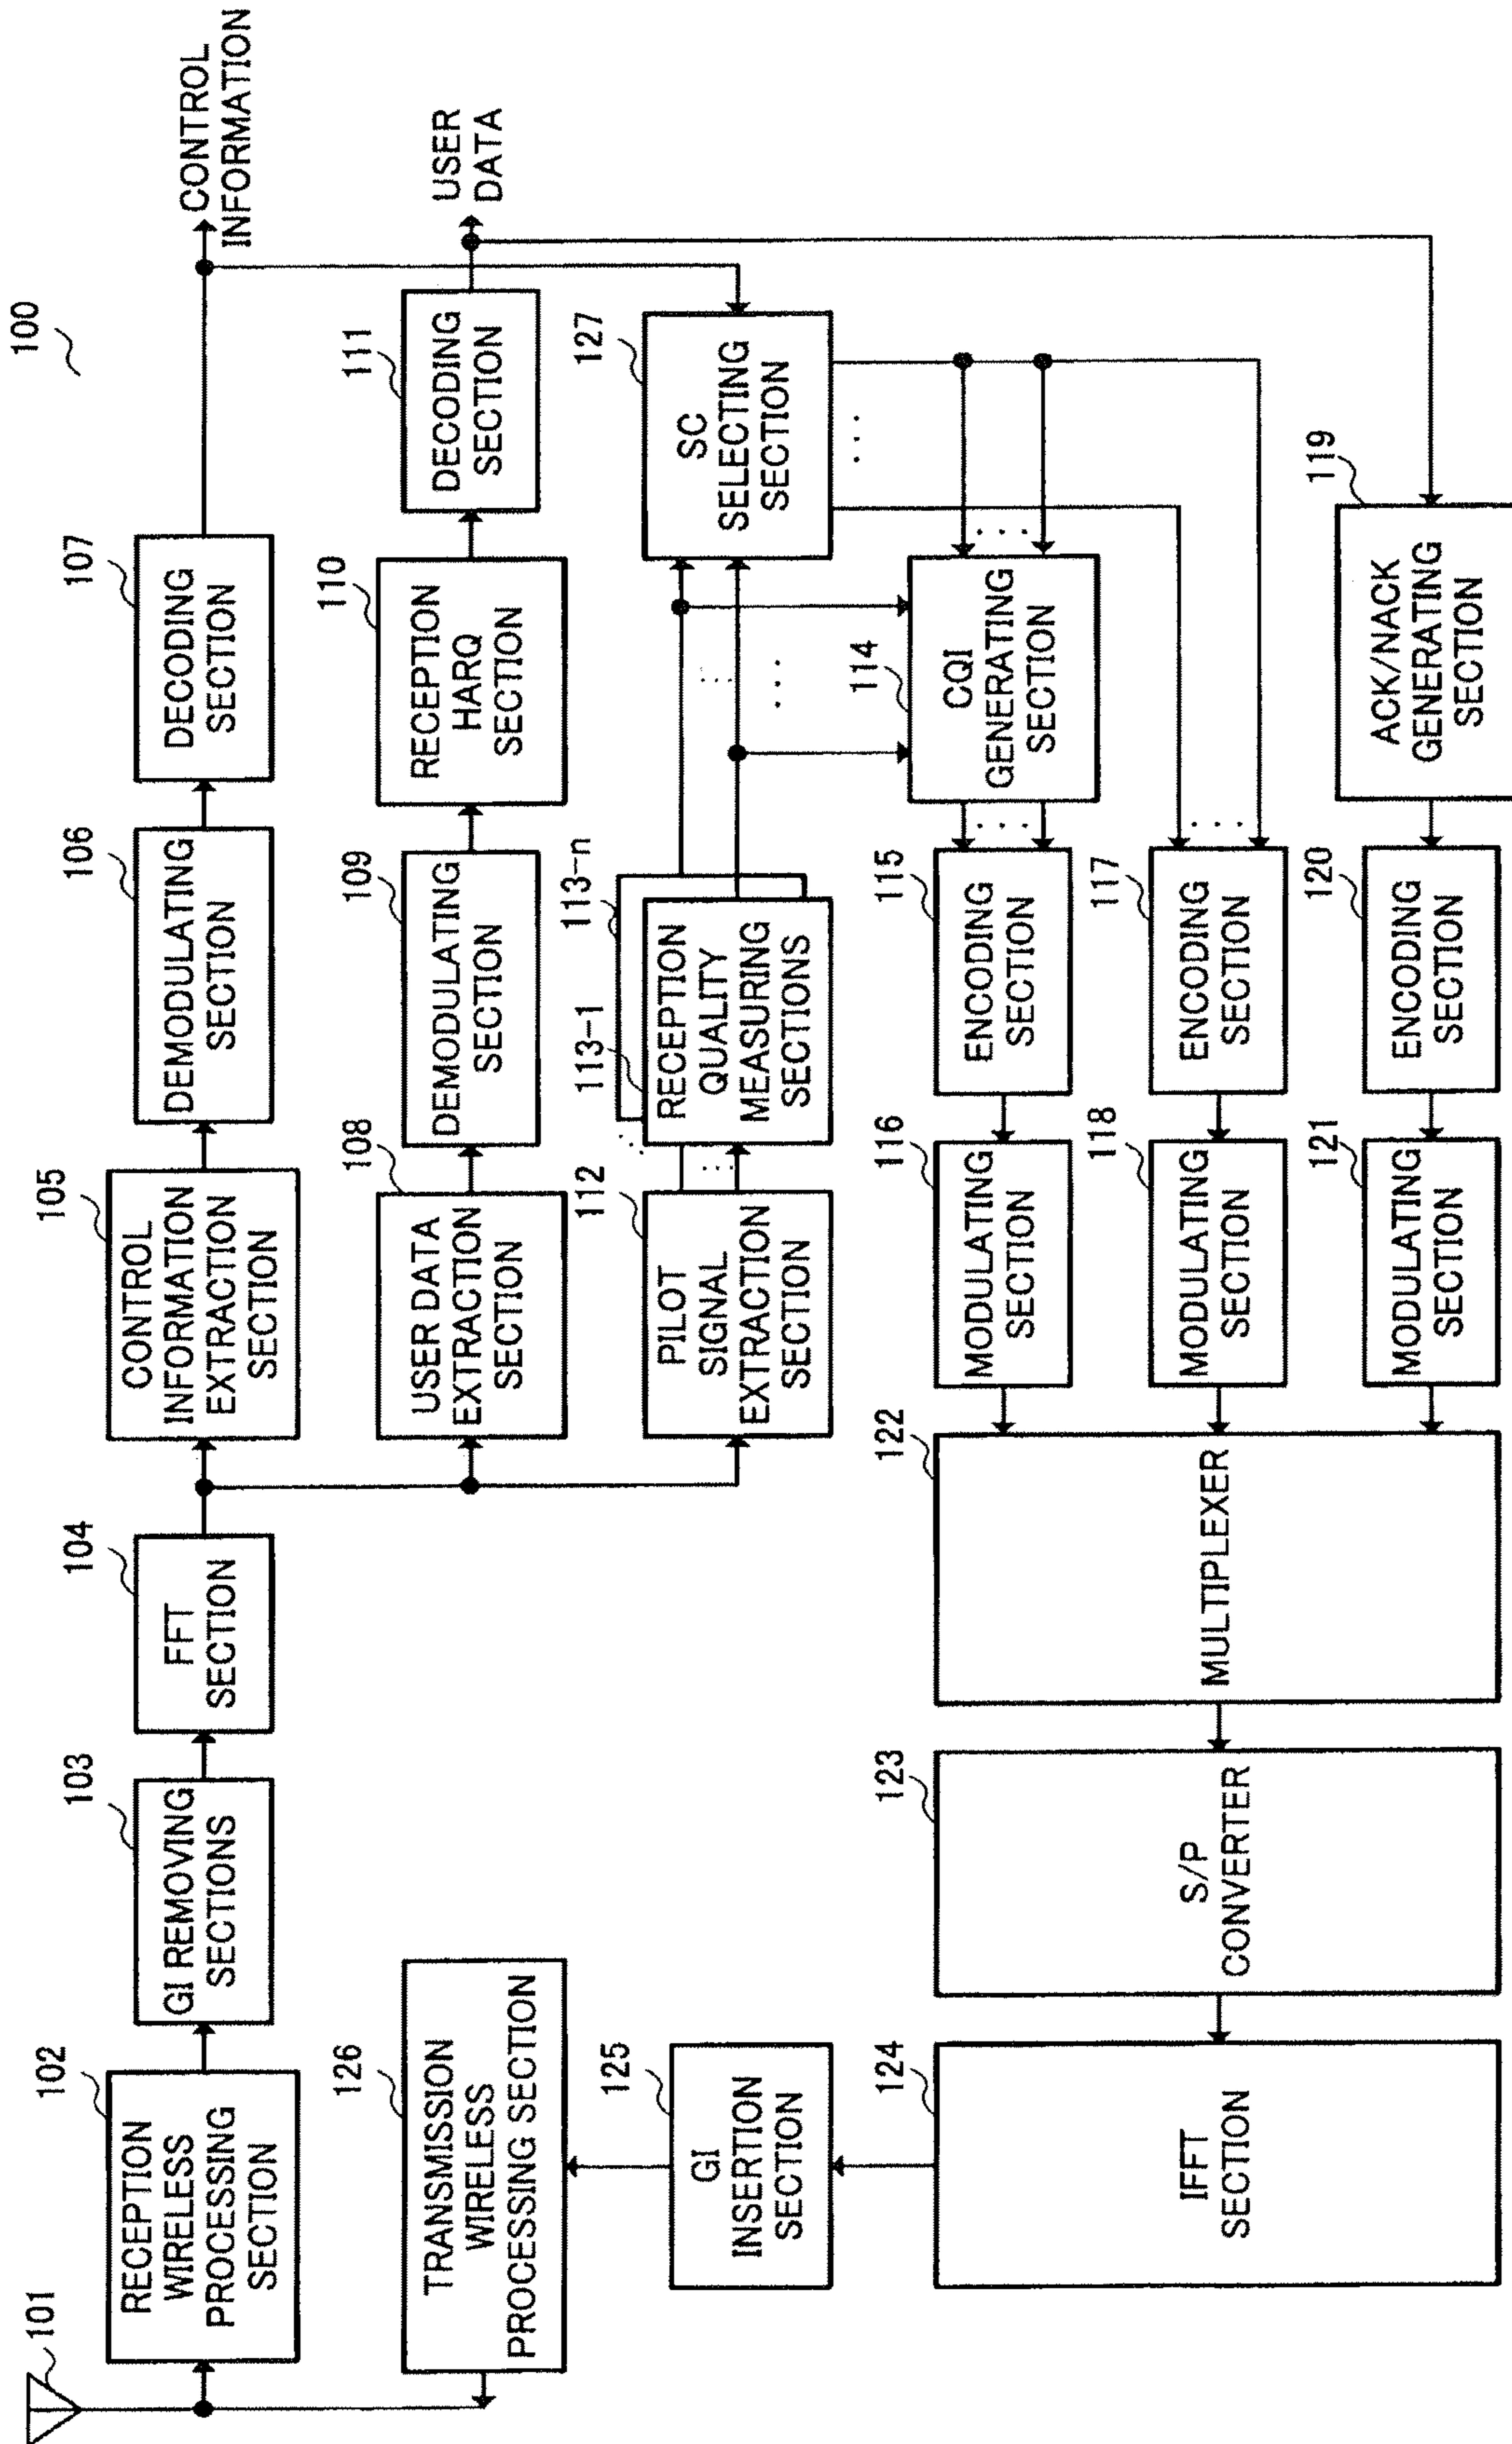 100
101
102
RECEPTION
WIRELESS
PROCESSING
SECTION
103
GI REMOVING
SECTIONS
104
FFT
SECTION
105
CONTROL
INFORMATION
EXTRACTION
SECTION
106
DEMODULATING
SECTION
107
DECODING
SECTION
CONTROL
INFORMATION
108
USER DATA
EXTRACTION
SECTION
109
DEMODULATING
SECTION
110
RECEPTION
HARQ
SECTION
111
DECODING
SECTION
USER
DATA
126
TRANSMISSION
WIRELESS
PROCESSING SECTION
112
PILOT
SIGNAL
EXTRACTION
SECTION
113-1
113-n
RECEPTION
QUALITY
MEASURING
SECTIONS
127
SC
SELECTING
SECTION
125
GI
INSERTION
SECTION
114
CQI
GENERATING
SECTION
124
IFFT
SECTION
123
S/P
CONVERTER
122
MULTIPLEXER
116
MODULATING
SECTION
115
ENCODING
SECTION
118
MODULATING
SECTION
117
ENCODING
SECTION
121
MODULATING
SECTION
120
ENCODING
SECTION
119
ACK/NACK
GENERATING
SECTION